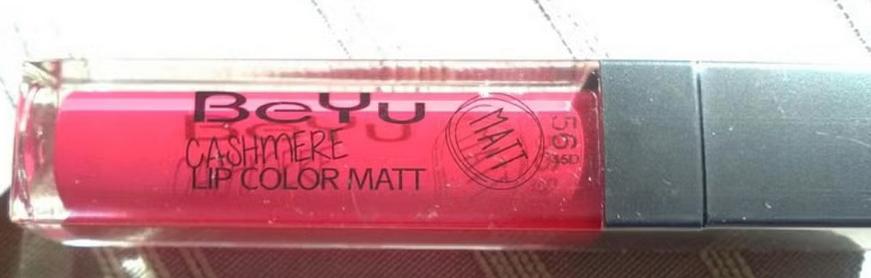 BeYu
CASHMERE
LIP COLOR MATT
MATT
56